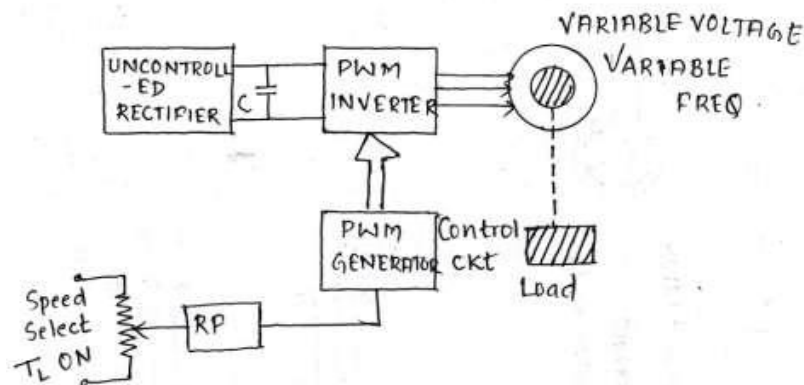 VARIABLE VOLTAGE
VARIABLE
FREQ
UNCONTROLL
-ED
RECTIFIER
C
PWM
INVERTER
PWM
GENERATOR
Control
CKt
Load
Speed
Select
TL ON
RP